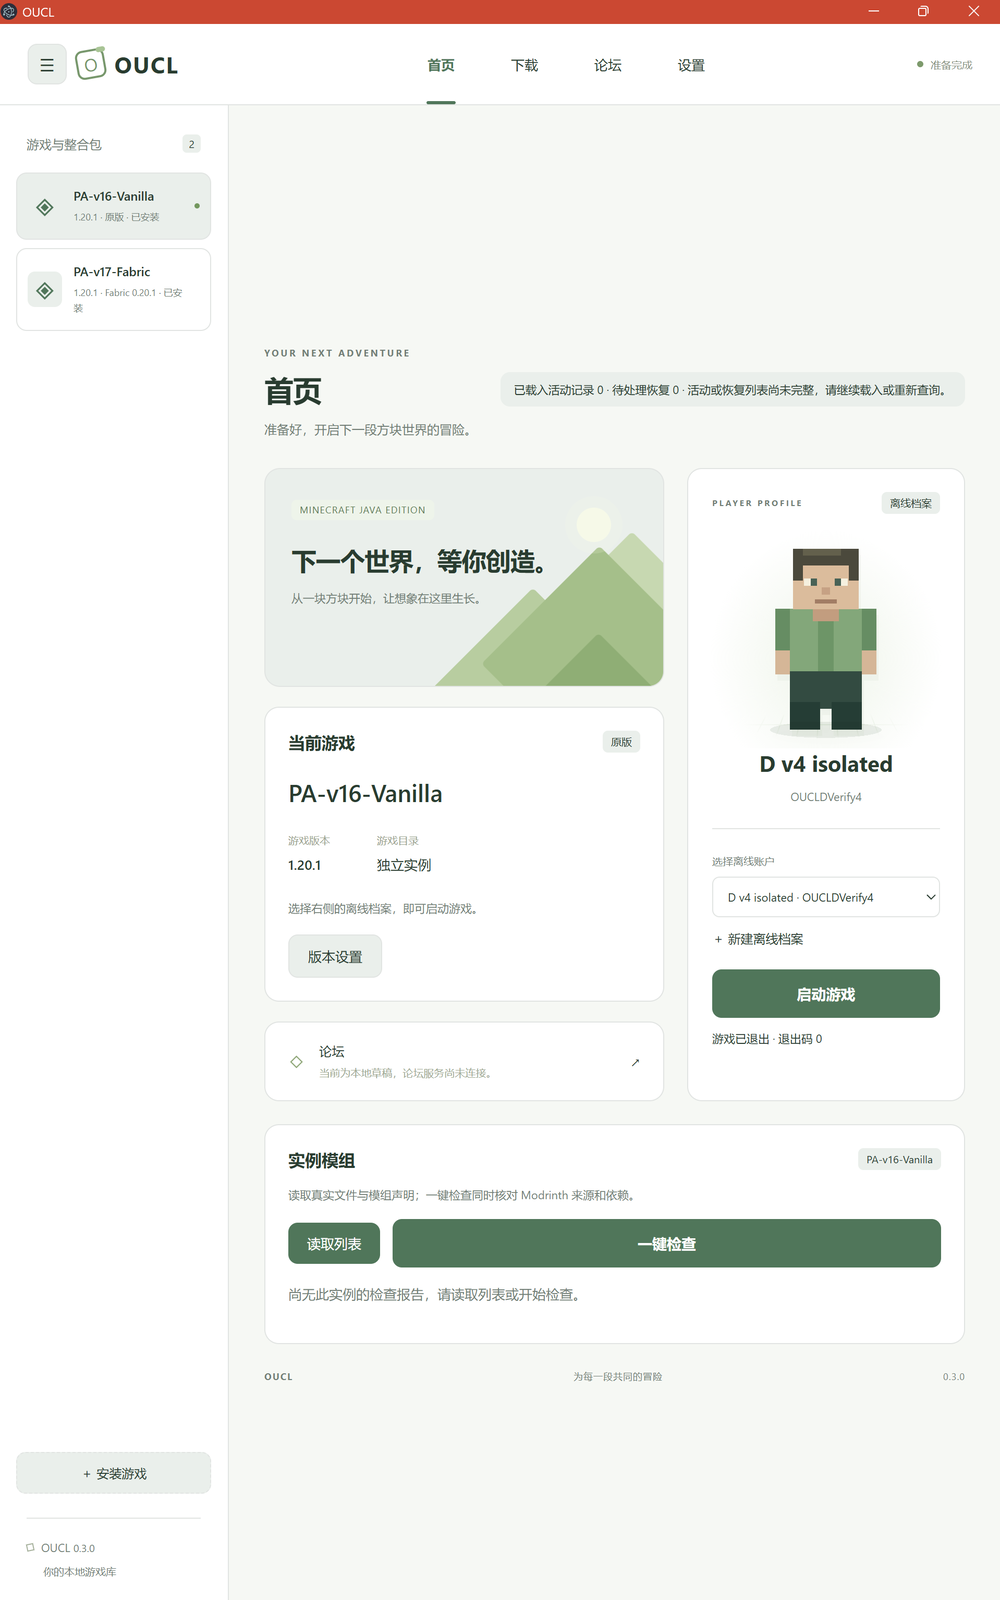 OUCL
OUCL
首页
下载
论坛
设置
准备完成
游戏与整合包
2
PA-v16-Vanilla
1.20.1 · 原版 · 已安装
PA-v17-Fabric
1.20.1 · Fabric 0.20.1 · 已安
装
YOUR NEXT ADVENTURE
首页
已载入活动记录 0 · 待处理恢复 0 · 活动或恢复列表尚未完整，请继续载入或重新查询。
准备好，开启下一段方块世界的冒险。
MINECRAFT JAVA EDITION
下一个世界，等你创造。
从一块方块开始，让想象在这里生长。
PLAYER PROFILE
离线档案
D v4 isolated
OUCLDVerify4
选择离线账户
D v4 isolated · OUCLDVerify4
+ 新建离线档案
启动游戏
游戏已退出 · 退出码 0
当前游戏
原版
PA-v16-Vanilla
游戏版本
游戏目录
1.20.1
独立实例
选择右侧的离线档案，即可启动游戏。
版本设置
论坛
当前为本地草稿，论坛服务尚未连接。
实例模组
PA-v16-Vanilla
读取真实文件与模组声明；一键检查同时核对 Modrinth 来源和依赖。
读取列表
一键检查
尚无此实例的检查报告，请读取列表或开始检查。
OUCL
为每一段共同的冒险
0.3.0
+ 安装游戏
OUCL 0.3.0
你的本地游戏库